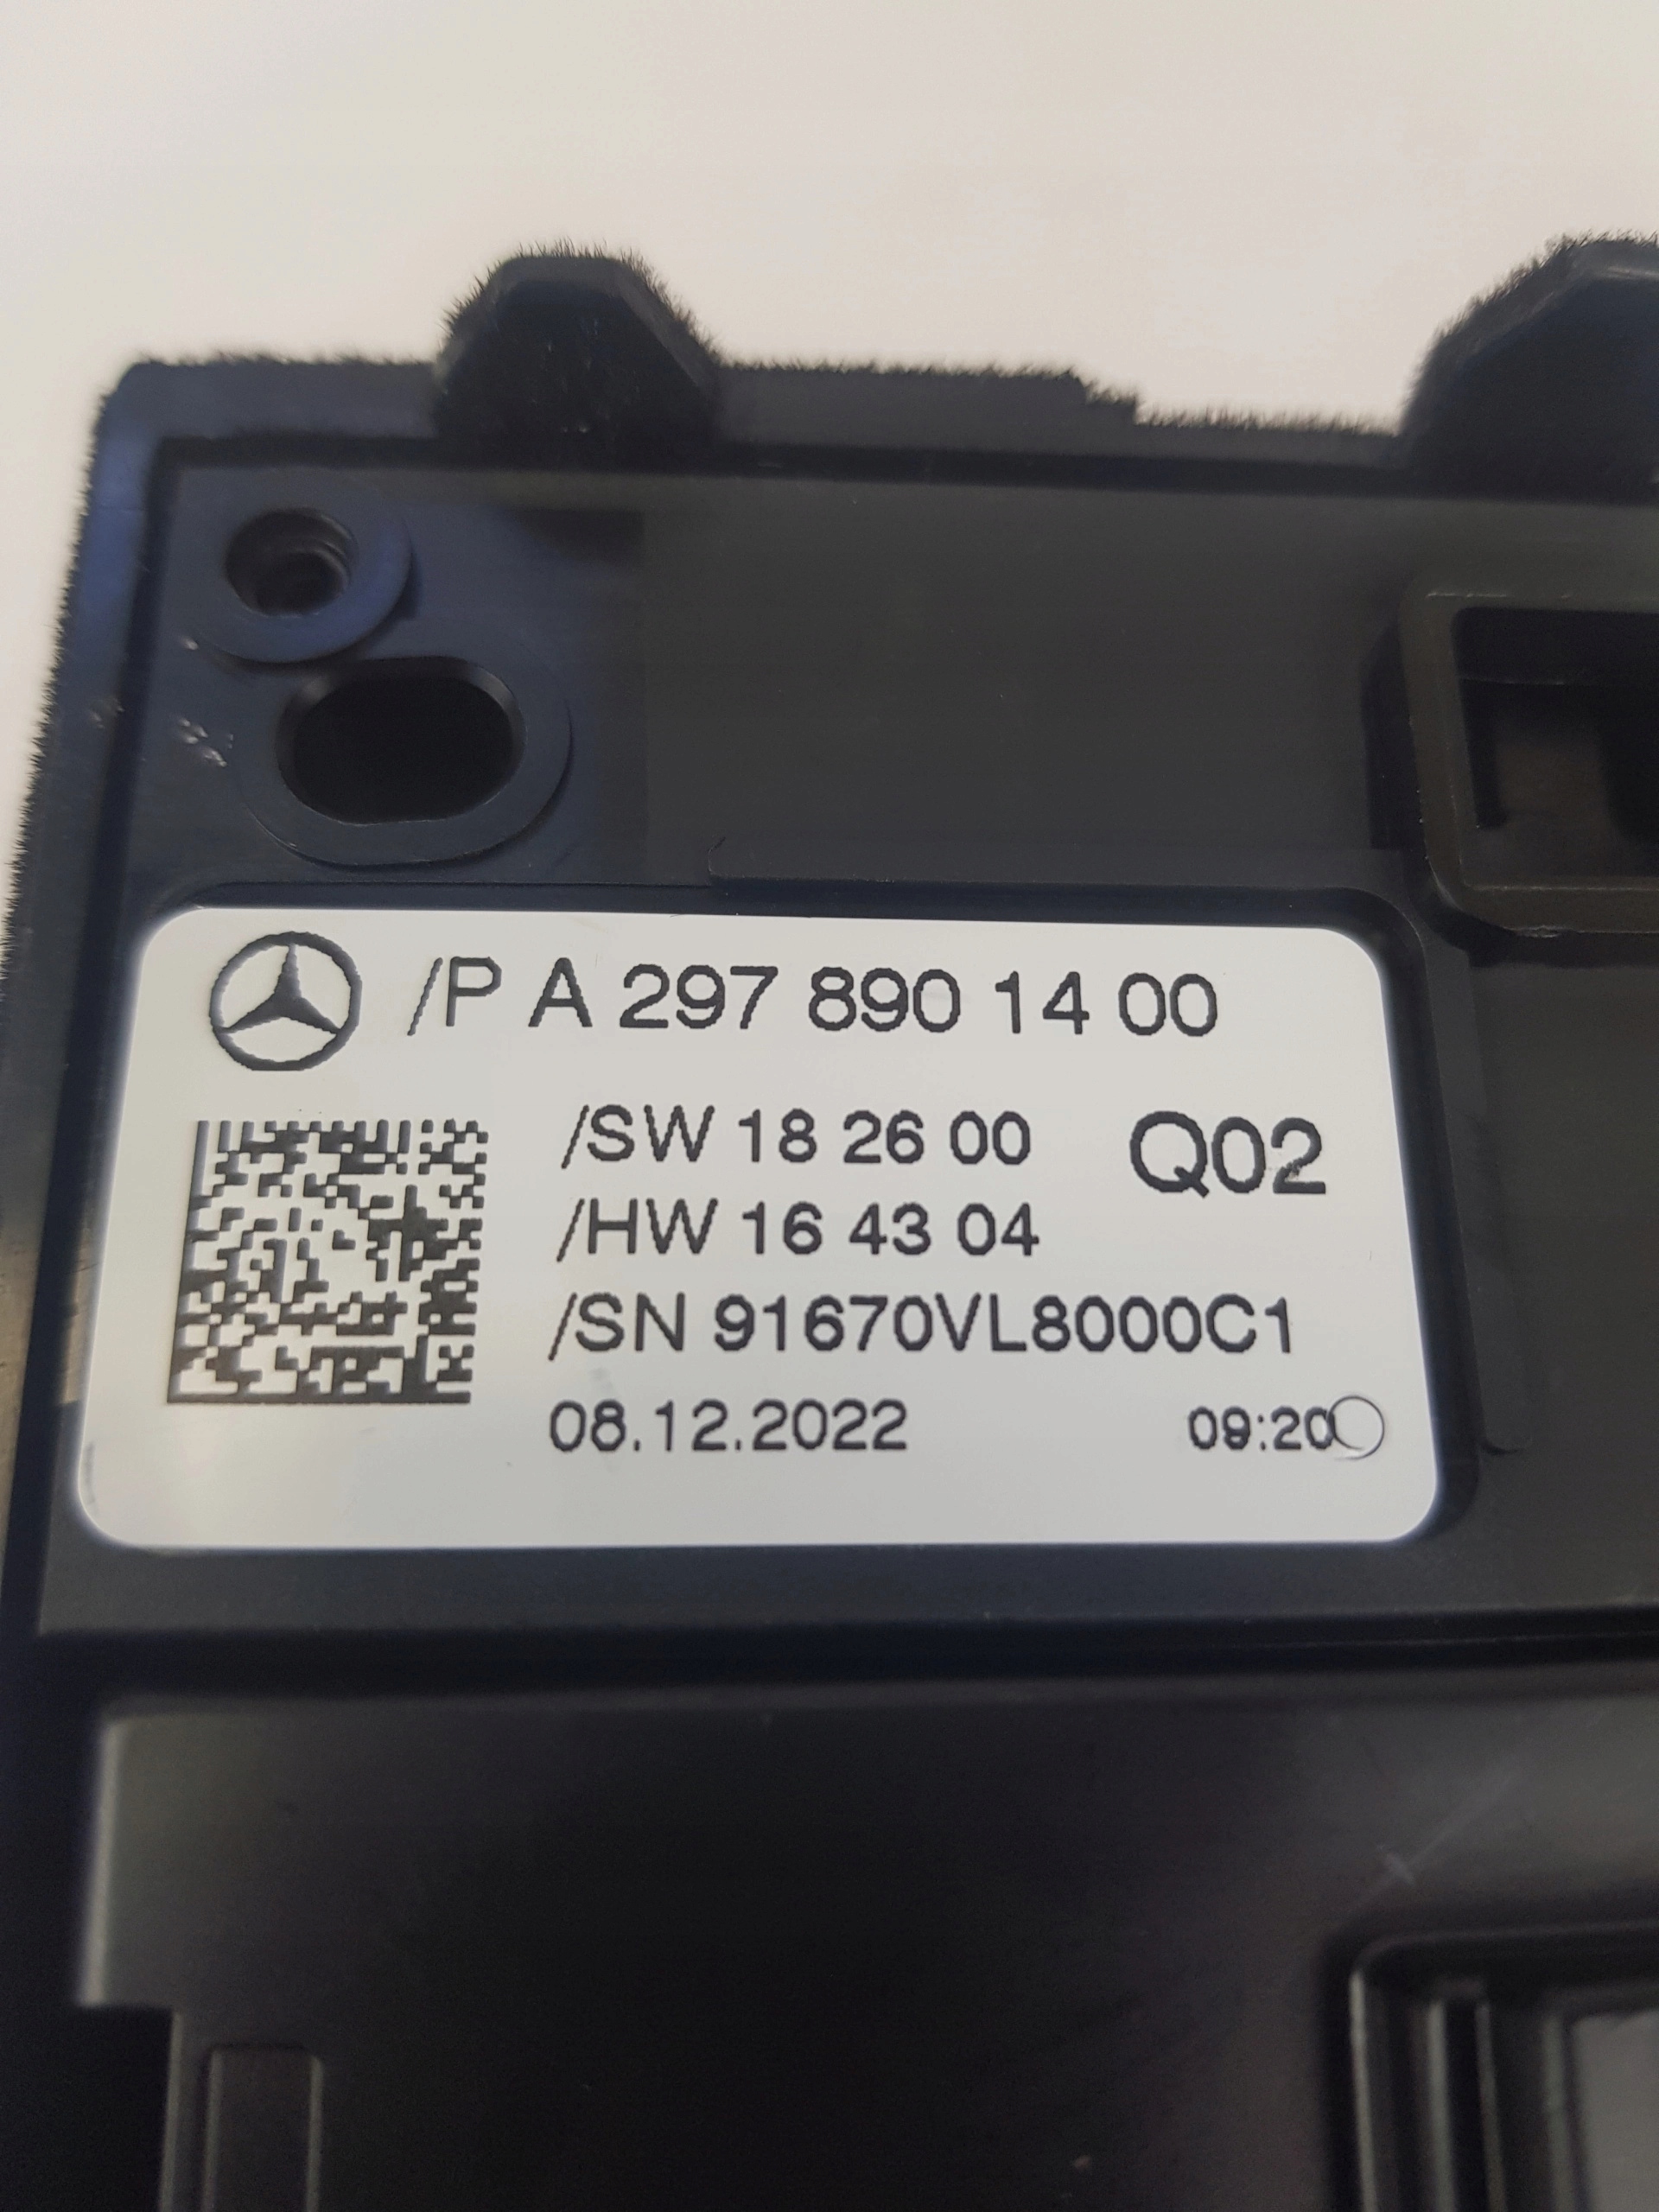 /P A 297 890 14 00
/SW 18 26 00 Q02
/HW 16 43 04
/SN 91670VL8000C1
08.12.2022 09:20